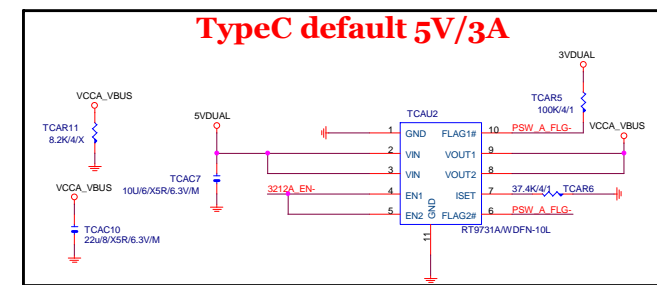 TypeC default 5V/3A
3VDUAL
VCCA_VBUS
TCAR11
8.2K/4/X
VCCA_VBUS
TCAC10
22u/8/X5R/6.3V/M
5VDUAL
TCAC7
10U/6/X5R/6.3V/M
3212A_EN-
TCAU2
1 GND FLAG1# 10 PSW_A_FLG-
2 VIN VOUT1 9
3 VIN VOUT2 8
4 EN1 ISET 7 37.4K/4/1 TCAR6
5 EN2 GND FLAG2# 6 PSW_A_FLG-
11
RT9731A/WDFN-10L
TCAR5
100K/4/1
VCCA_VBUS